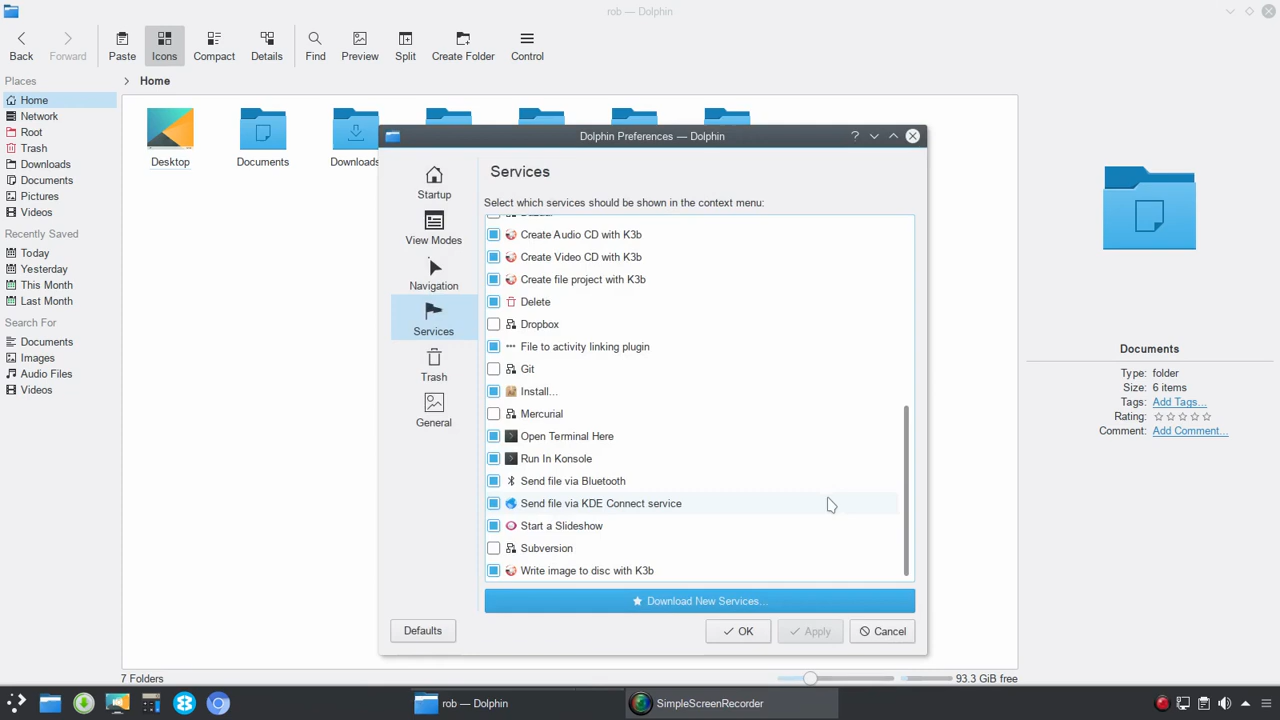 rob — Dolphin
Back
Forward
Paste
Icons
Compact
Details
Find
Preview
Split
Create Folder
Control
Places
Home
Home
Network
Root
Trash
Downloads
Documents
Pictures
Videos
Recently Saved
Today
Yesterday
This Month
Last Month
Search For
Documents
Images
Audio Files
Videos
Desktop
Documents
Downloads
Dolphin Preferences — Dolphin
?
Startup
View Modes
Navigation
Services
Trash
General
Services
Select which services should be shown in the context menu:
Create Audio CD with K3b
Create Video CD with K3b
Create file project with K3b
Delete
Dropbox
File to activity linking plugin
Git
Install...
Mercurial
Open Terminal Here
Run In Konsole
Send file via Bluetooth
Send file via KDE Connect service
Start a Slideshow
Subversion
Write image to disc with K3b
Download New Services...
Defaults
OK
Apply
Cancel
Documents
Type: folder
Size: 6 items
Tags: Add Tags...
Rating:
Comment: Add Comment...
7 Folders
93.3 GiB free
rob — Dolphin
SimpleScreenRecorder